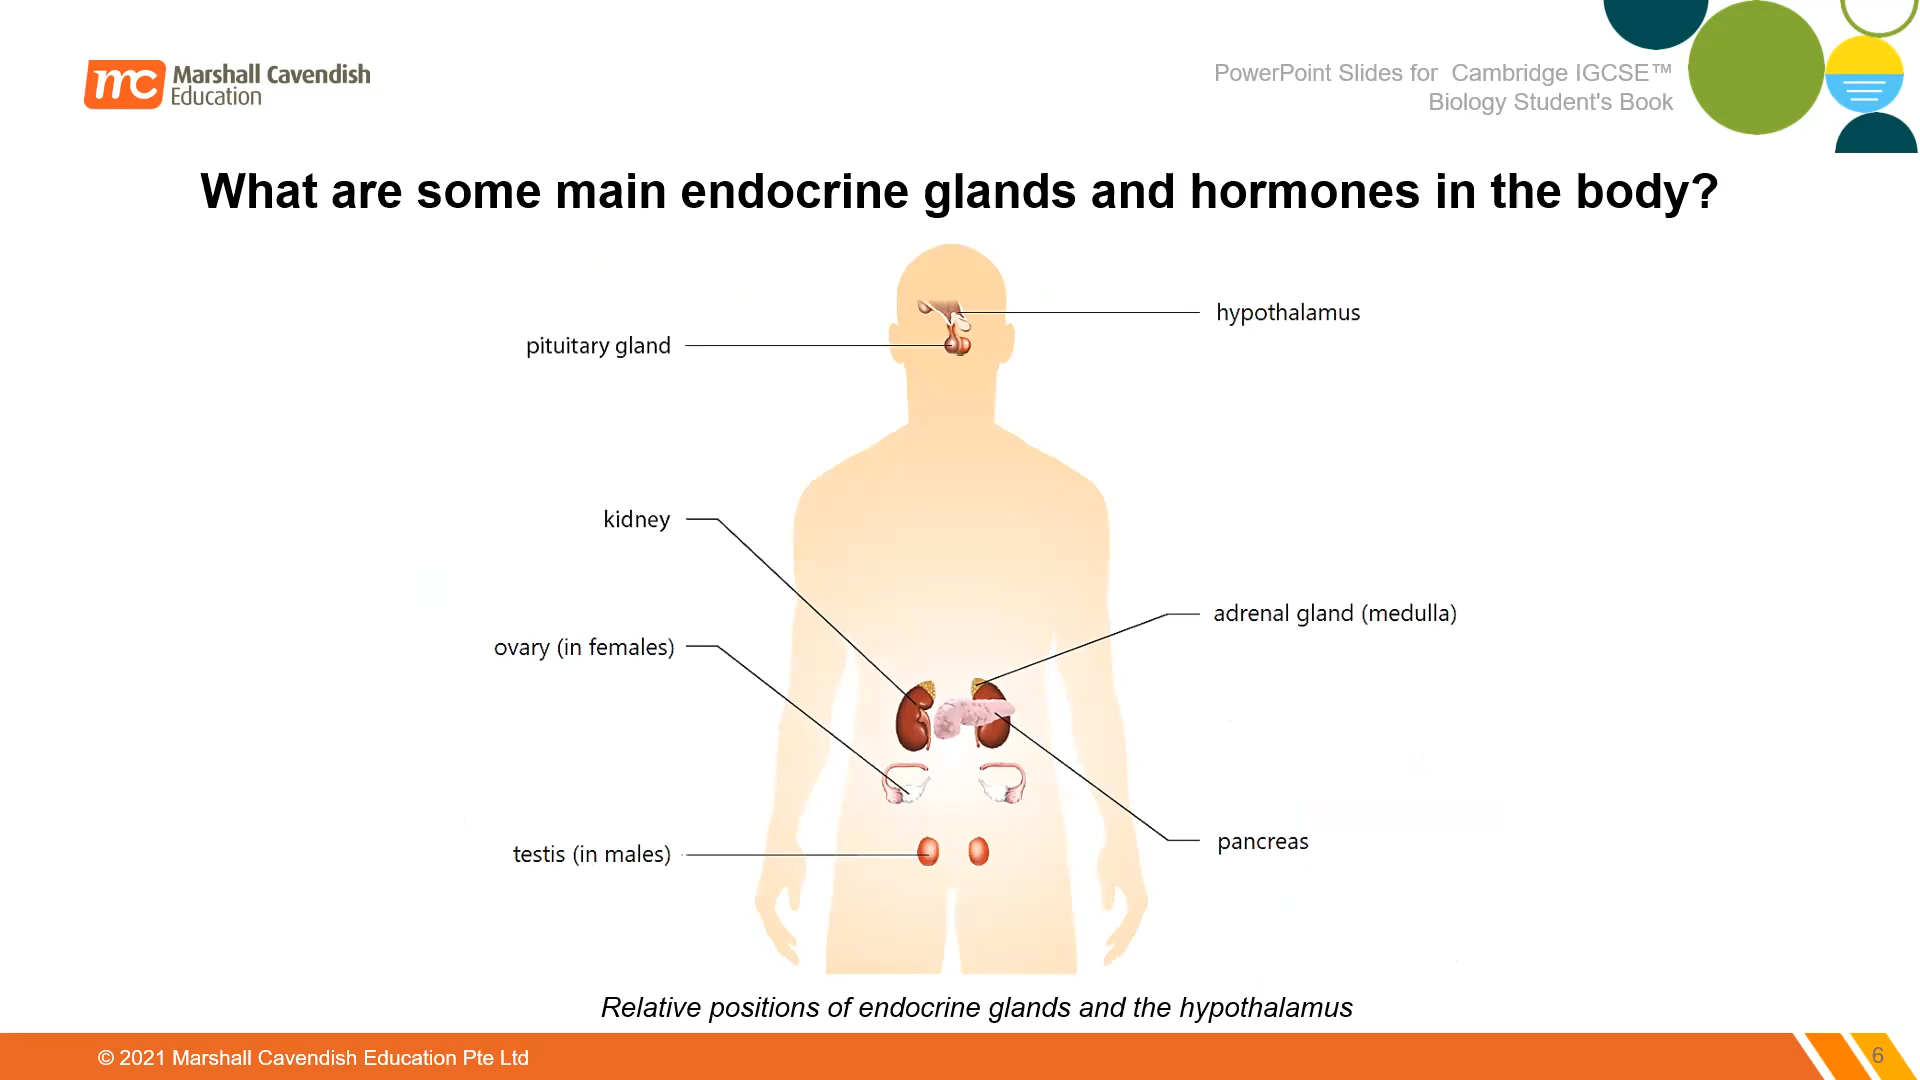 mc Marshall Cavendish
Education
PowerPoint Slides for Cambridge IGCSE™
Biology Student's Book
What are some main endocrine glands and hormones in the body?
hypothalamus
pituitary gland
kidney
adrenal gland (medulla)
ovary (in females)
pancreas
testis (in males)
Relative positions of endocrine glands and the hypothalamus
© 2021 Marshall Cavendish Education Pte Ltd
6